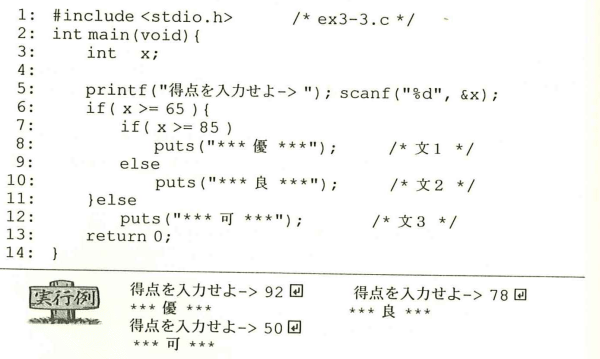 1: #include <stdio.h> /* ex3-3.c */
2: int main(void){
3: int x;
4:
5: printf("得点を入力せよ-> "); scanf("%d", &x);
6: if( x >= 65 ){
7: if( x >= 85 )
8: puts("*** 優 ***"); /* 文1 */
9: else
10: puts("*** 良 ***"); /* 文2 */
11: }else
12: puts("*** 可 ***"); /* 文3 */
13: return 0;
14: }
実行例
得点を入力せよ-> 92 ↵ 得点を入力せよ-> 78 ↵
*** 優 *** *** 良 ***
得点を入力せよ-> 50 ↵
*** 可 ***